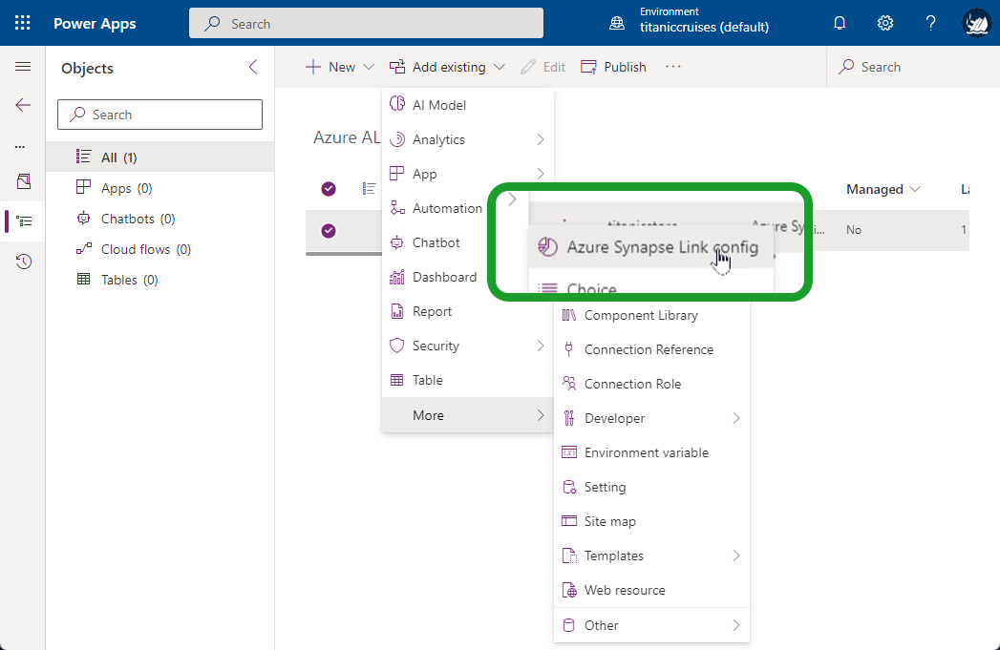 Power Apps
Search
Environment
titaniccruises (default)
Objects
Search
All (1)
Apps (0)
Chatbots (0)
Cloud flows (0)
Tables (0)
New
Add existing
Edit
Publish
Search
Azure AL
Managed
No
1
AI Model
Analytics
App
Automation
Chatbot
Dashboard
Report
Security
Table
More
Azure Sy
Azure Synapse Link config
Choice
Component Library
Connection Reference
Connection Role
Developer
Environment variable
Setting
Site map
Templates
Web resource
Other